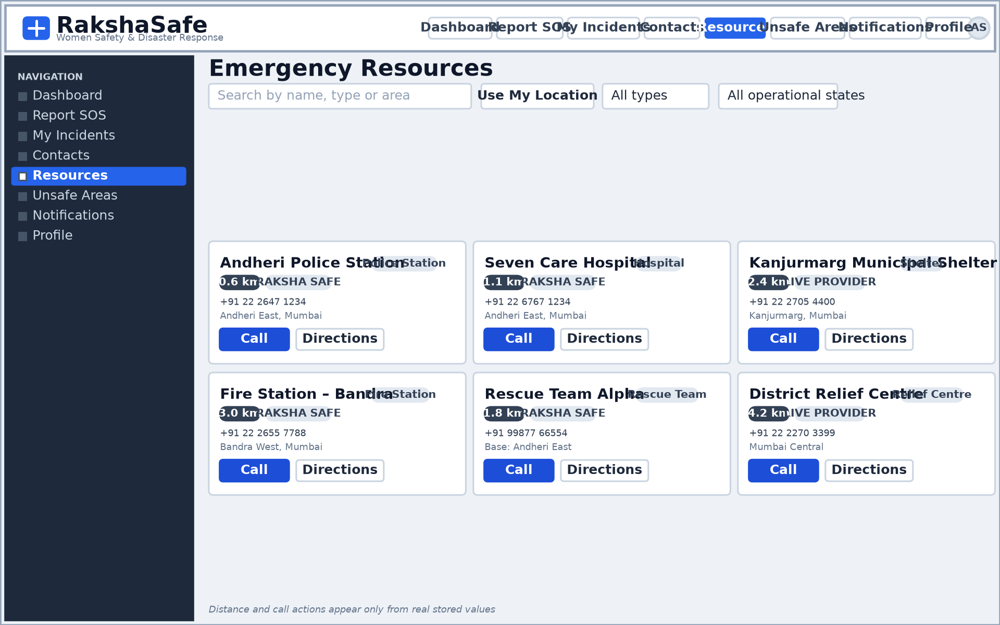 RakshaSafe
Women Safety & Disaster Response
Dashboard Report SOS My Incidents Contacts Resources Unsafe Areas Notifications Profile AS
NAVIGATION
Dashboard
Report SOS
My Incidents
Contacts
Resources
Unsafe Areas
Notifications
Profile
Emergency Resources
Search by name, type or area
Use My Location
All types
All operational states
Andheri Police Station Police Station
0.6 km RAKSHA SAFE
+91 22 2647 1234
Andheri East, Mumbai
Call Directions
Seven Care Hospital Hospital
1.1 km RAKSHA SAFE
+91 22 6767 1234
Andheri East, Mumbai
Call Directions
Kanjurmarg Municipal Shelter Shelter
2.4 km LIVE PROVIDER
+91 22 2705 4400
Kanjurmarg, Mumbai
Call Directions
Fire Station – Bandra Fire Station
3.0 km RAKSHA SAFE
+91 22 2655 7788
Bandra West, Mumbai
Call Directions
Rescue Team Alpha Rescue Team
1.8 km RAKSHA SAFE
+91 99877 66554
Base: Andheri East
Call Directions
District Relief Centre Relief Centre
4.2 km LIVE PROVIDER
+91 22 2270 3399
Mumbai Central
Call Directions
Distance and call actions appear only from real stored values